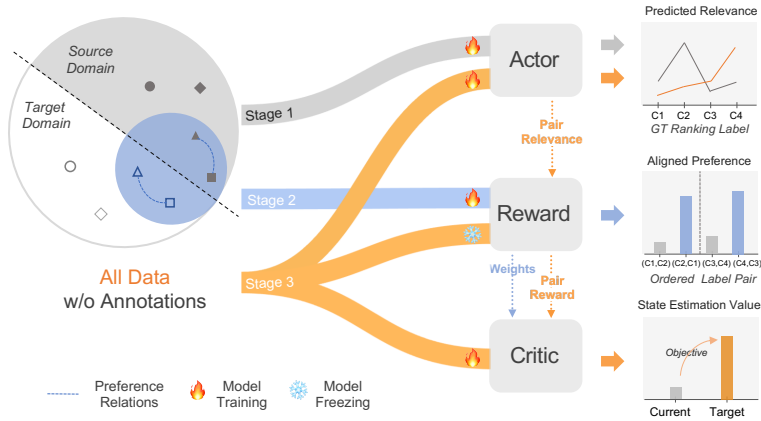 Source
Domain
Target
Domain
All Data
w/o Annotations
Preference
Relations
Model
Training
Model
Freezing
Stage 1
Stage 2
Stage 3
Actor
Pair
Relevance
Reward
Weights
Pair
Reward
Critic
Predicted Relevance
C1 C2 C3 C4
GT Ranking Label
Aligned Preference
(C1,C2) (C2,C1) (C3,C4) (C4,C3)
Ordered Label Pair
State Estimation Value
Objective
Current Target